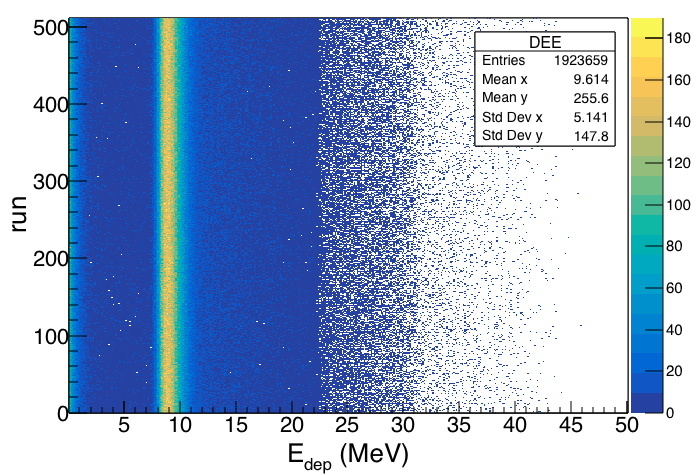 DEE
Entries 1923659
Mean x 9.614
Mean y 255.6
Std Dev x 5.141
Std Dev y 147.8
500
400
300
200
100
0
run
5 10 15 20 25 30 35 40 45 50
E_dep (MeV)
180
160
140
120
100
80
60
40
20
0